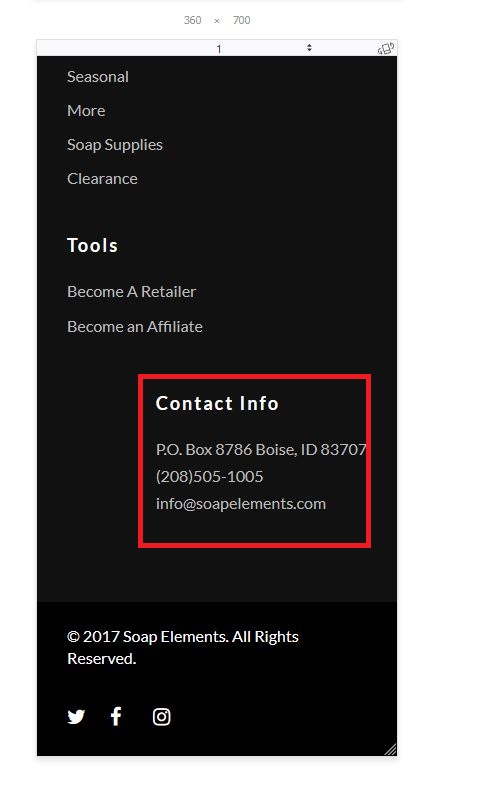 360 × 700
1
Seasonal
More
Soap Supplies
Clearance
Tools
Become A Retailer
Become an Affiliate
Contact Info
P.O. Box 8786 Boise, ID 83707
(208)505-1005
info@soapelements.com
© 2017 Soap Elements. All Rights
Reserved.